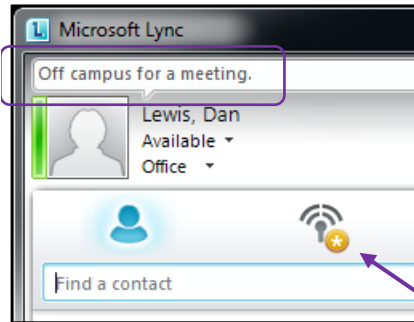 Microsoft Lync
Off campus for a meeting.
Lewis, Dan
Available
Office
Find a contact